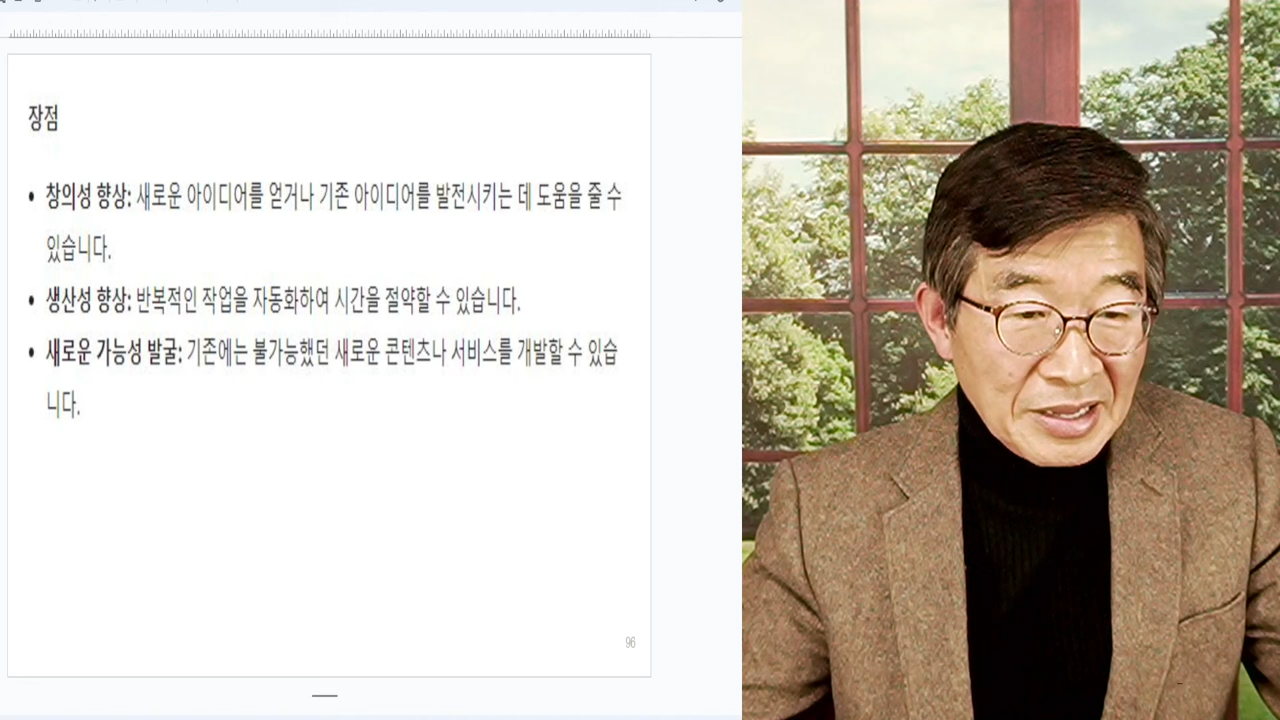 장점
• 창의성 향상: 새로운 아이디어를 얻거나 기존 아이디어를 발전시키는 데 도움을 줄 수
있습니다.
• 생산성 향상: 반복적인 작업을 자동화하여 시간을 절약할 수 있습니다.
• 새로운 가능성 발굴: 기존에는 불가능했던 새로운 콘텐츠나 서비스를 개발할 수 있습
니다.
96